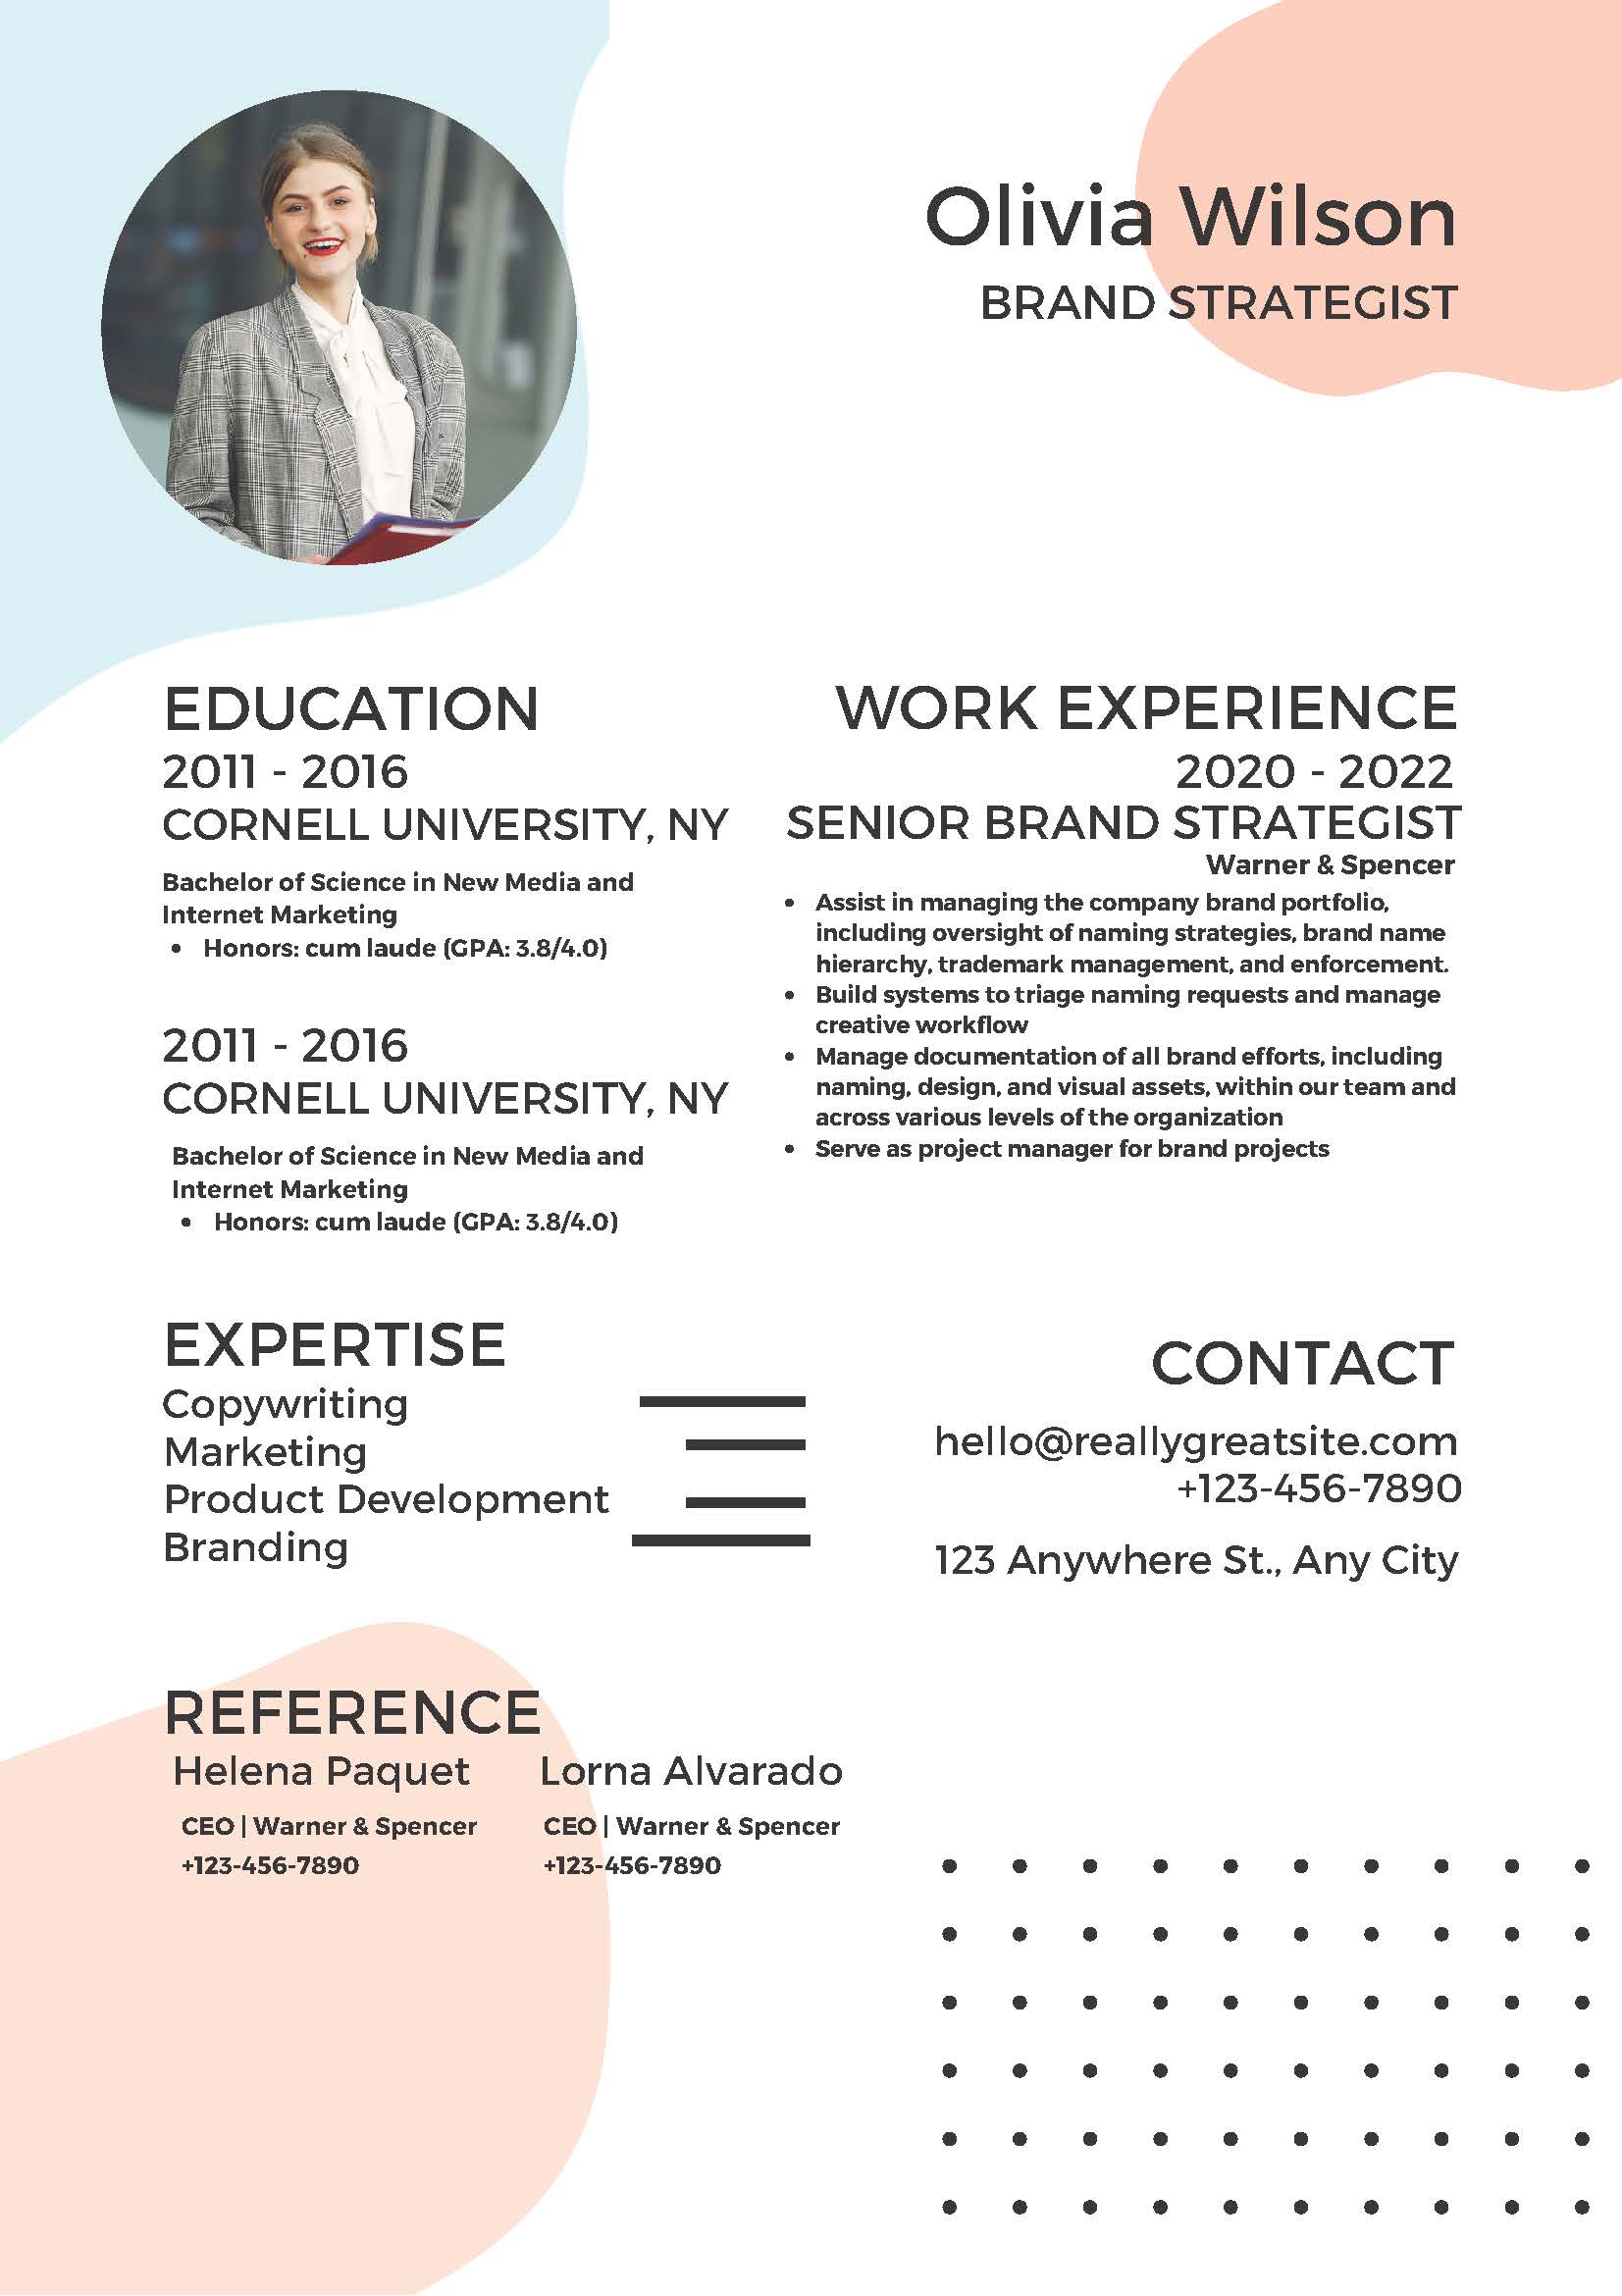 Olivia Wilson
BRAND STRATEGIST
EDUCATION
2011 - 2016
CORNELL UNIVERSITY, NY
Bachelor of Science in New Media and
Internet Marketing
• Honors: cum laude (GPA: 3.8/4.0)
2011 - 2016
CORNELL UNIVERSITY, NY
Bachelor of Science in New Media and
Internet Marketing
• Honors: cum laude (GPA: 3.8/4.0)
WORK EXPERIENCE
2020 - 2022
SENIOR BRAND STRATEGIST
Warner & Spencer
• Assist in managing the company brand portfolio,
including oversight of naming strategies, brand name
hierarchy, trademark management, and enforcement.
• Build systems to triage naming requests and manage
creative workflow
• Manage documentation of all brand efforts, including
naming, design, and visual assets, within our team and
across various levels of the organization
• Serve as project manager for brand projects
EXPERTISE
Copywriting
Marketing
Product Development
Branding
CONTACT
hello@reallygreatsite.com
+123-456-7890
123 Anywhere St., Any City
REFERENCE
Helena Paquet
CEO | Warner & Spencer
+123-456-7890
Lorna Alvarado
CEO | Warner & Spencer
+123-456-7890